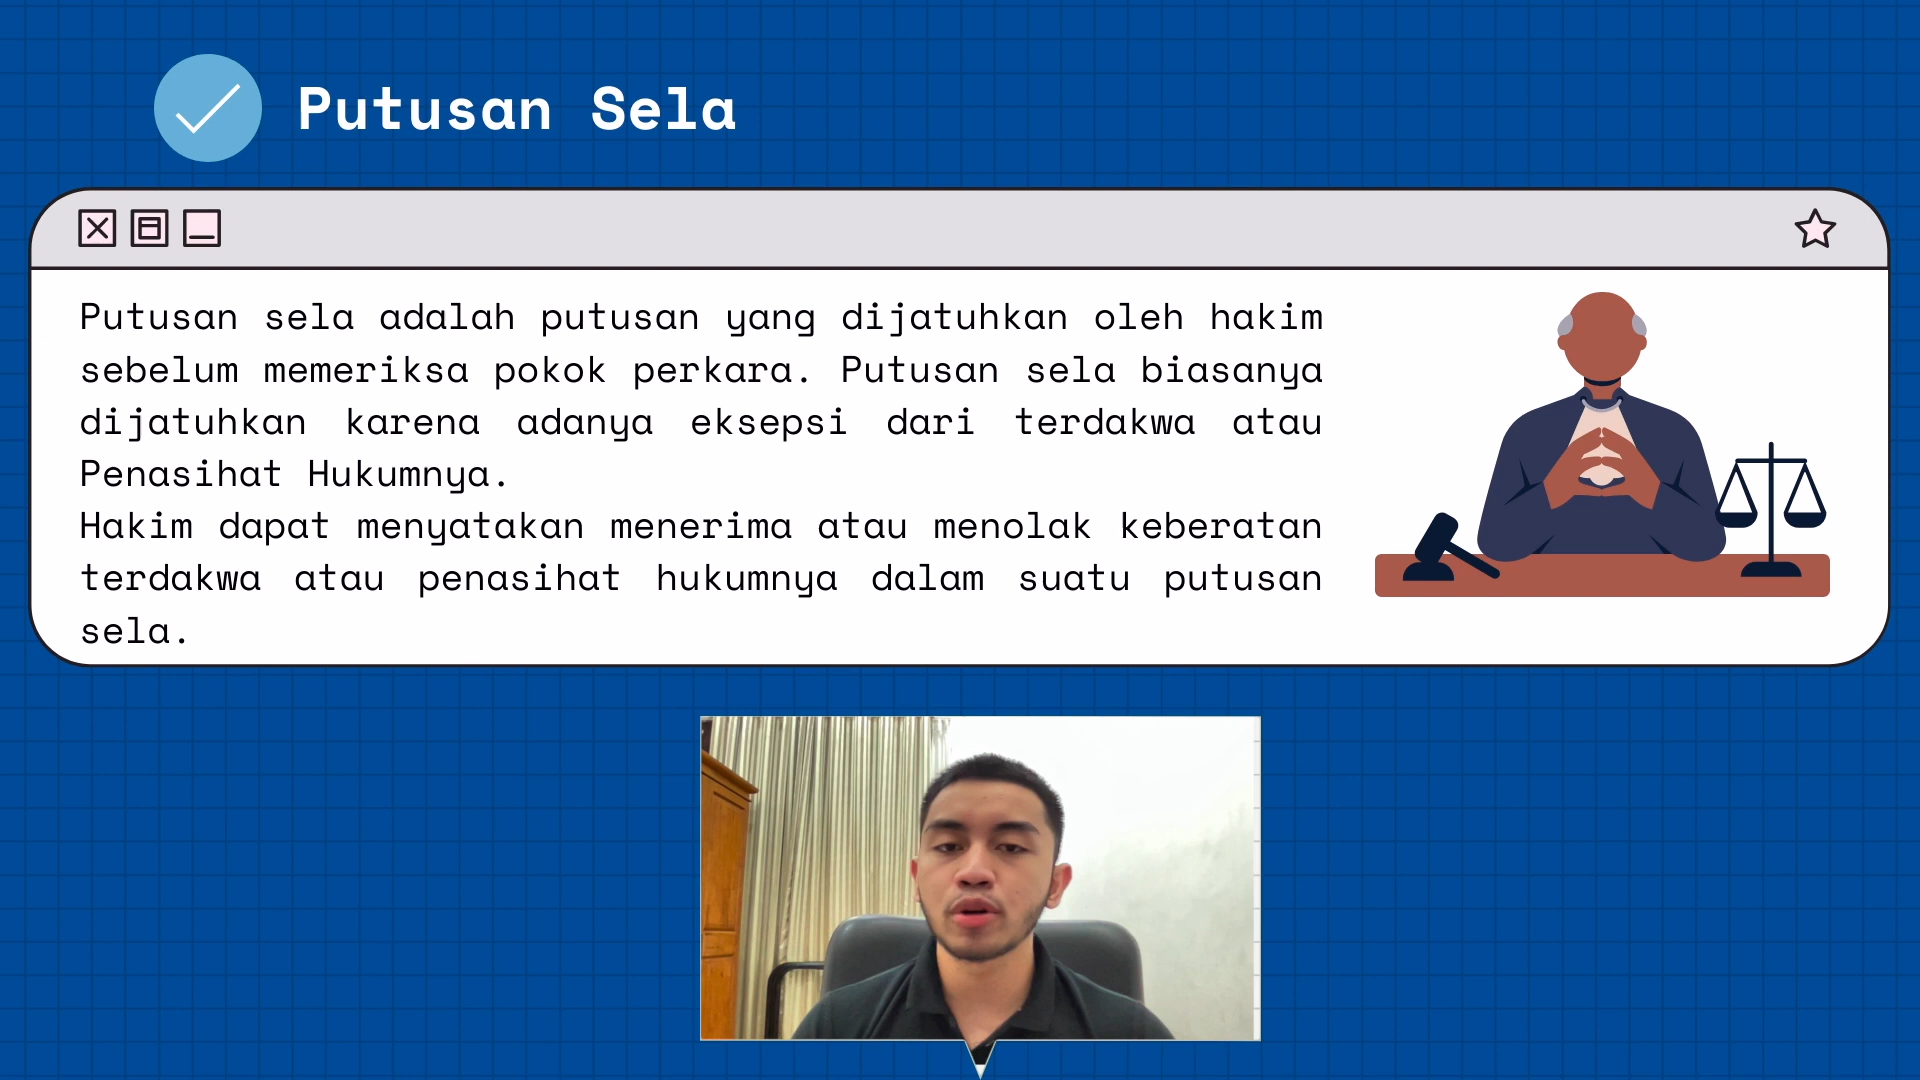 Putusan Sela
Putusan sela adalah putusan yang dijatuhkan oleh hakim
sebelum memeriksa pokok perkara. Putusan sela biasanya
dijatuhkan karena adanya eksepsi dari terdakwa atau
Penasihat Hukumnya.
Hakim dapat menyatakan menerima atau menolak keberatan
terdakwa atau penasihat hukumnya dalam suatu putusan
sela.